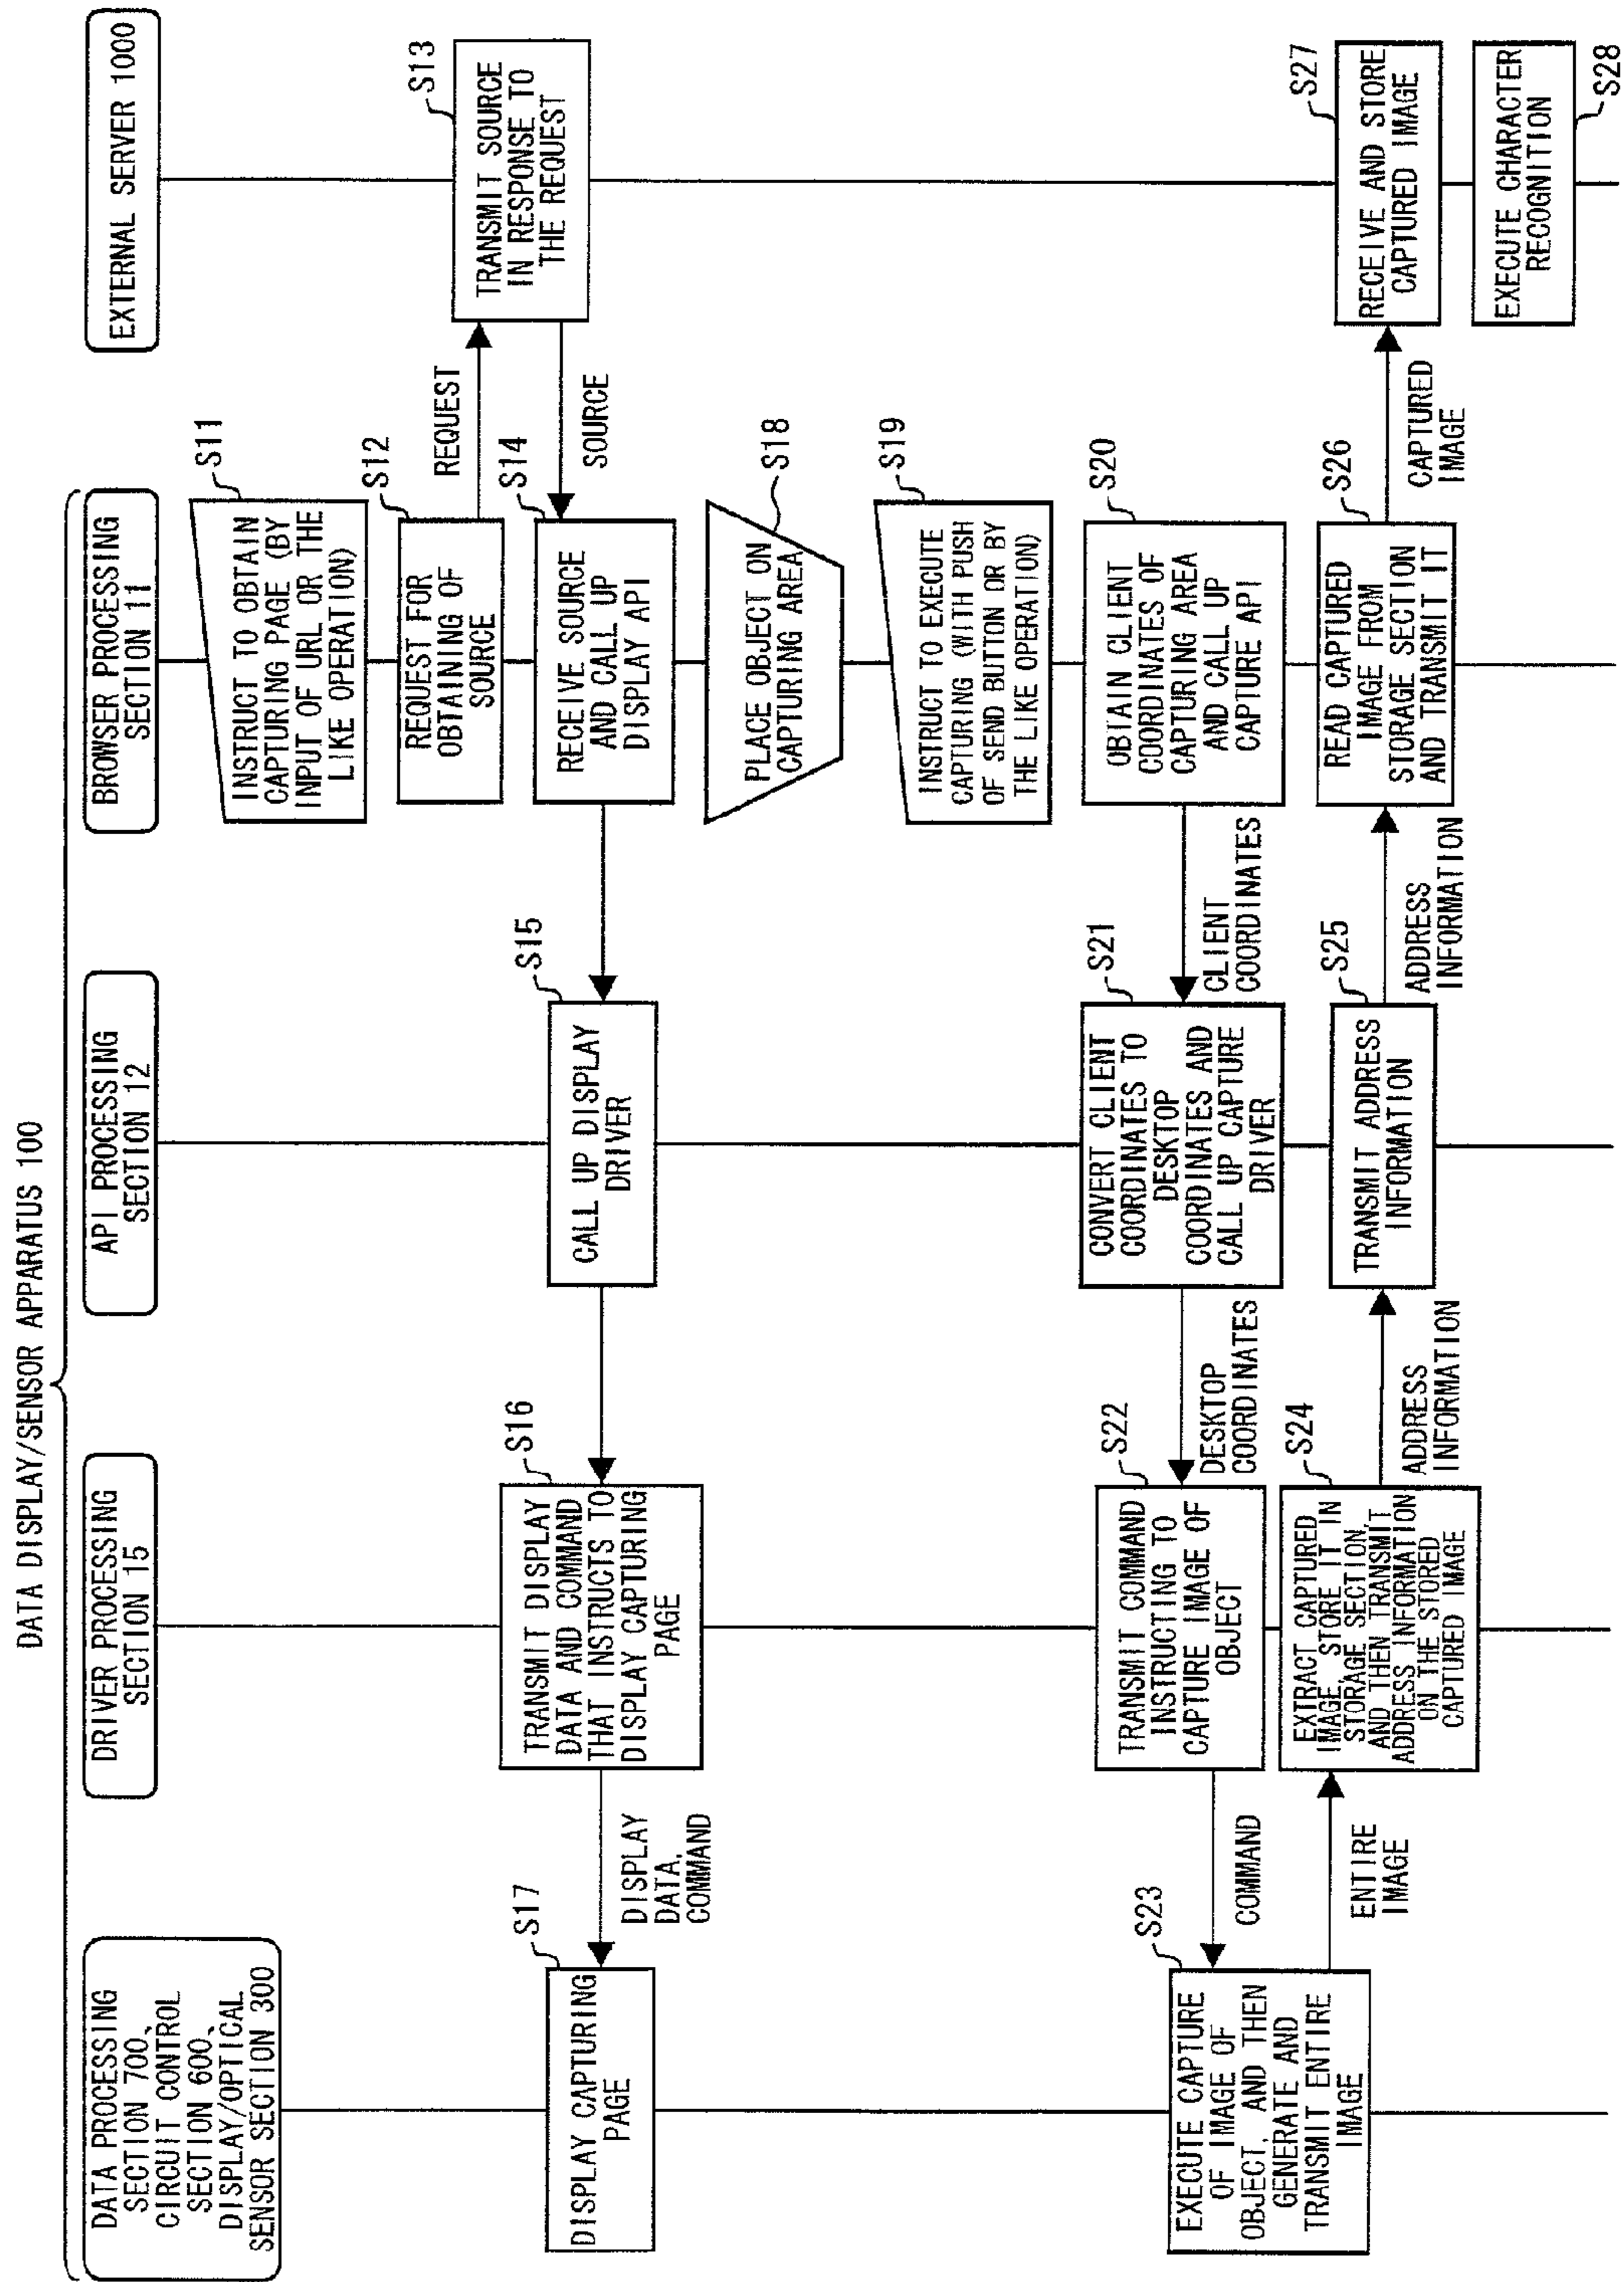 DATA DISPLAY/SENSOR APPARATUS 100
DATA PROCESSING
SECTION 700,
CIRCUIT CONTROL
SECTION 600,
DISPLAY/OPTICAL
SENSOR SECTION 300
DRIVER PROCESSING
SECTION 15
API PROCESSING
SECTION 12
BROWSER PROCESSING
SECTION 11
EXTERNAL SERVER 1000
S11
INSTRUCT TO OBTAIN
CAPTURING PAGE (BY
INPUT OF URL OR THE
LIKE OPERATION)
S12
REQUEST FOR
OBTAINING OF
SOURCE
REQUEST
S13
TRANSMIT SOURCE
IN RESPONSE TO
THE REQUEST
SOURCE
S14
RECEIVE SOURCE
AND CALL UP
DISPLAY API
S15
CALL UP DISPLAY
DRIVER
S16
TRANSMIT DISPLAY
DATA AND COMMAND
THAT INSTRUCTS TO
DISPLAY CAPTURING
PAGE
DISPLAY
DATA,
COMMAND
S17
DISPLAY CAPTURING
PAGE
S18
PLACE OBJECT ON
CAPTURING AREA
S19
INSTRUCT TO EXECUTE
CAPTURING (WITH PUSH
OF SEND BUTTON OR BY
THE LIKE OPERATION)
S20
OBTAIN CLIENT
COORDINATES OF
CAPTURING AREA
AND CALL UP
CAPTURE API
CLIENT
COORDINATES
S21
CONVERT CLIENT
COORDINATES TO
DESKTOP
COORDINATES AND
CALL UP CAPTURE
DRIVER
DESKTOP
COORDINATES
S22
TRANSMIT COMMAND
INSTRUCTING TO
CAPTURE IMAGE OF
OBJECT
COMMAND
S23
EXECUTE CAPTURE
OF IMAGE OF
OBJECT, AND THEN
GENERATE AND
TRANSMIT ENTIRE
IMAGE
ENTIRE
IMAGE
S24
EXTRACT CAPTURED
IMAGE, STORE IT IN
STORAGE SECTION,
AND THEN TRANSMIT
ADDRESS INFORMATION
ON THE STORED
CAPTURED IMAGE
ADDRESS
INFORMATION
S25
TRANSMIT ADDRESS
INFORMATION
ADDRESS
INFORMATION
S26
READ CAPTURED
IMAGE FROM
STORAGE SECTION
AND TRANSMIT IT
CAPTURED
IMAGE
S27
RECEIVE AND STORE
CAPTURED IMAGE
EXECUTE CHARACTER
RECOGNITION
S28